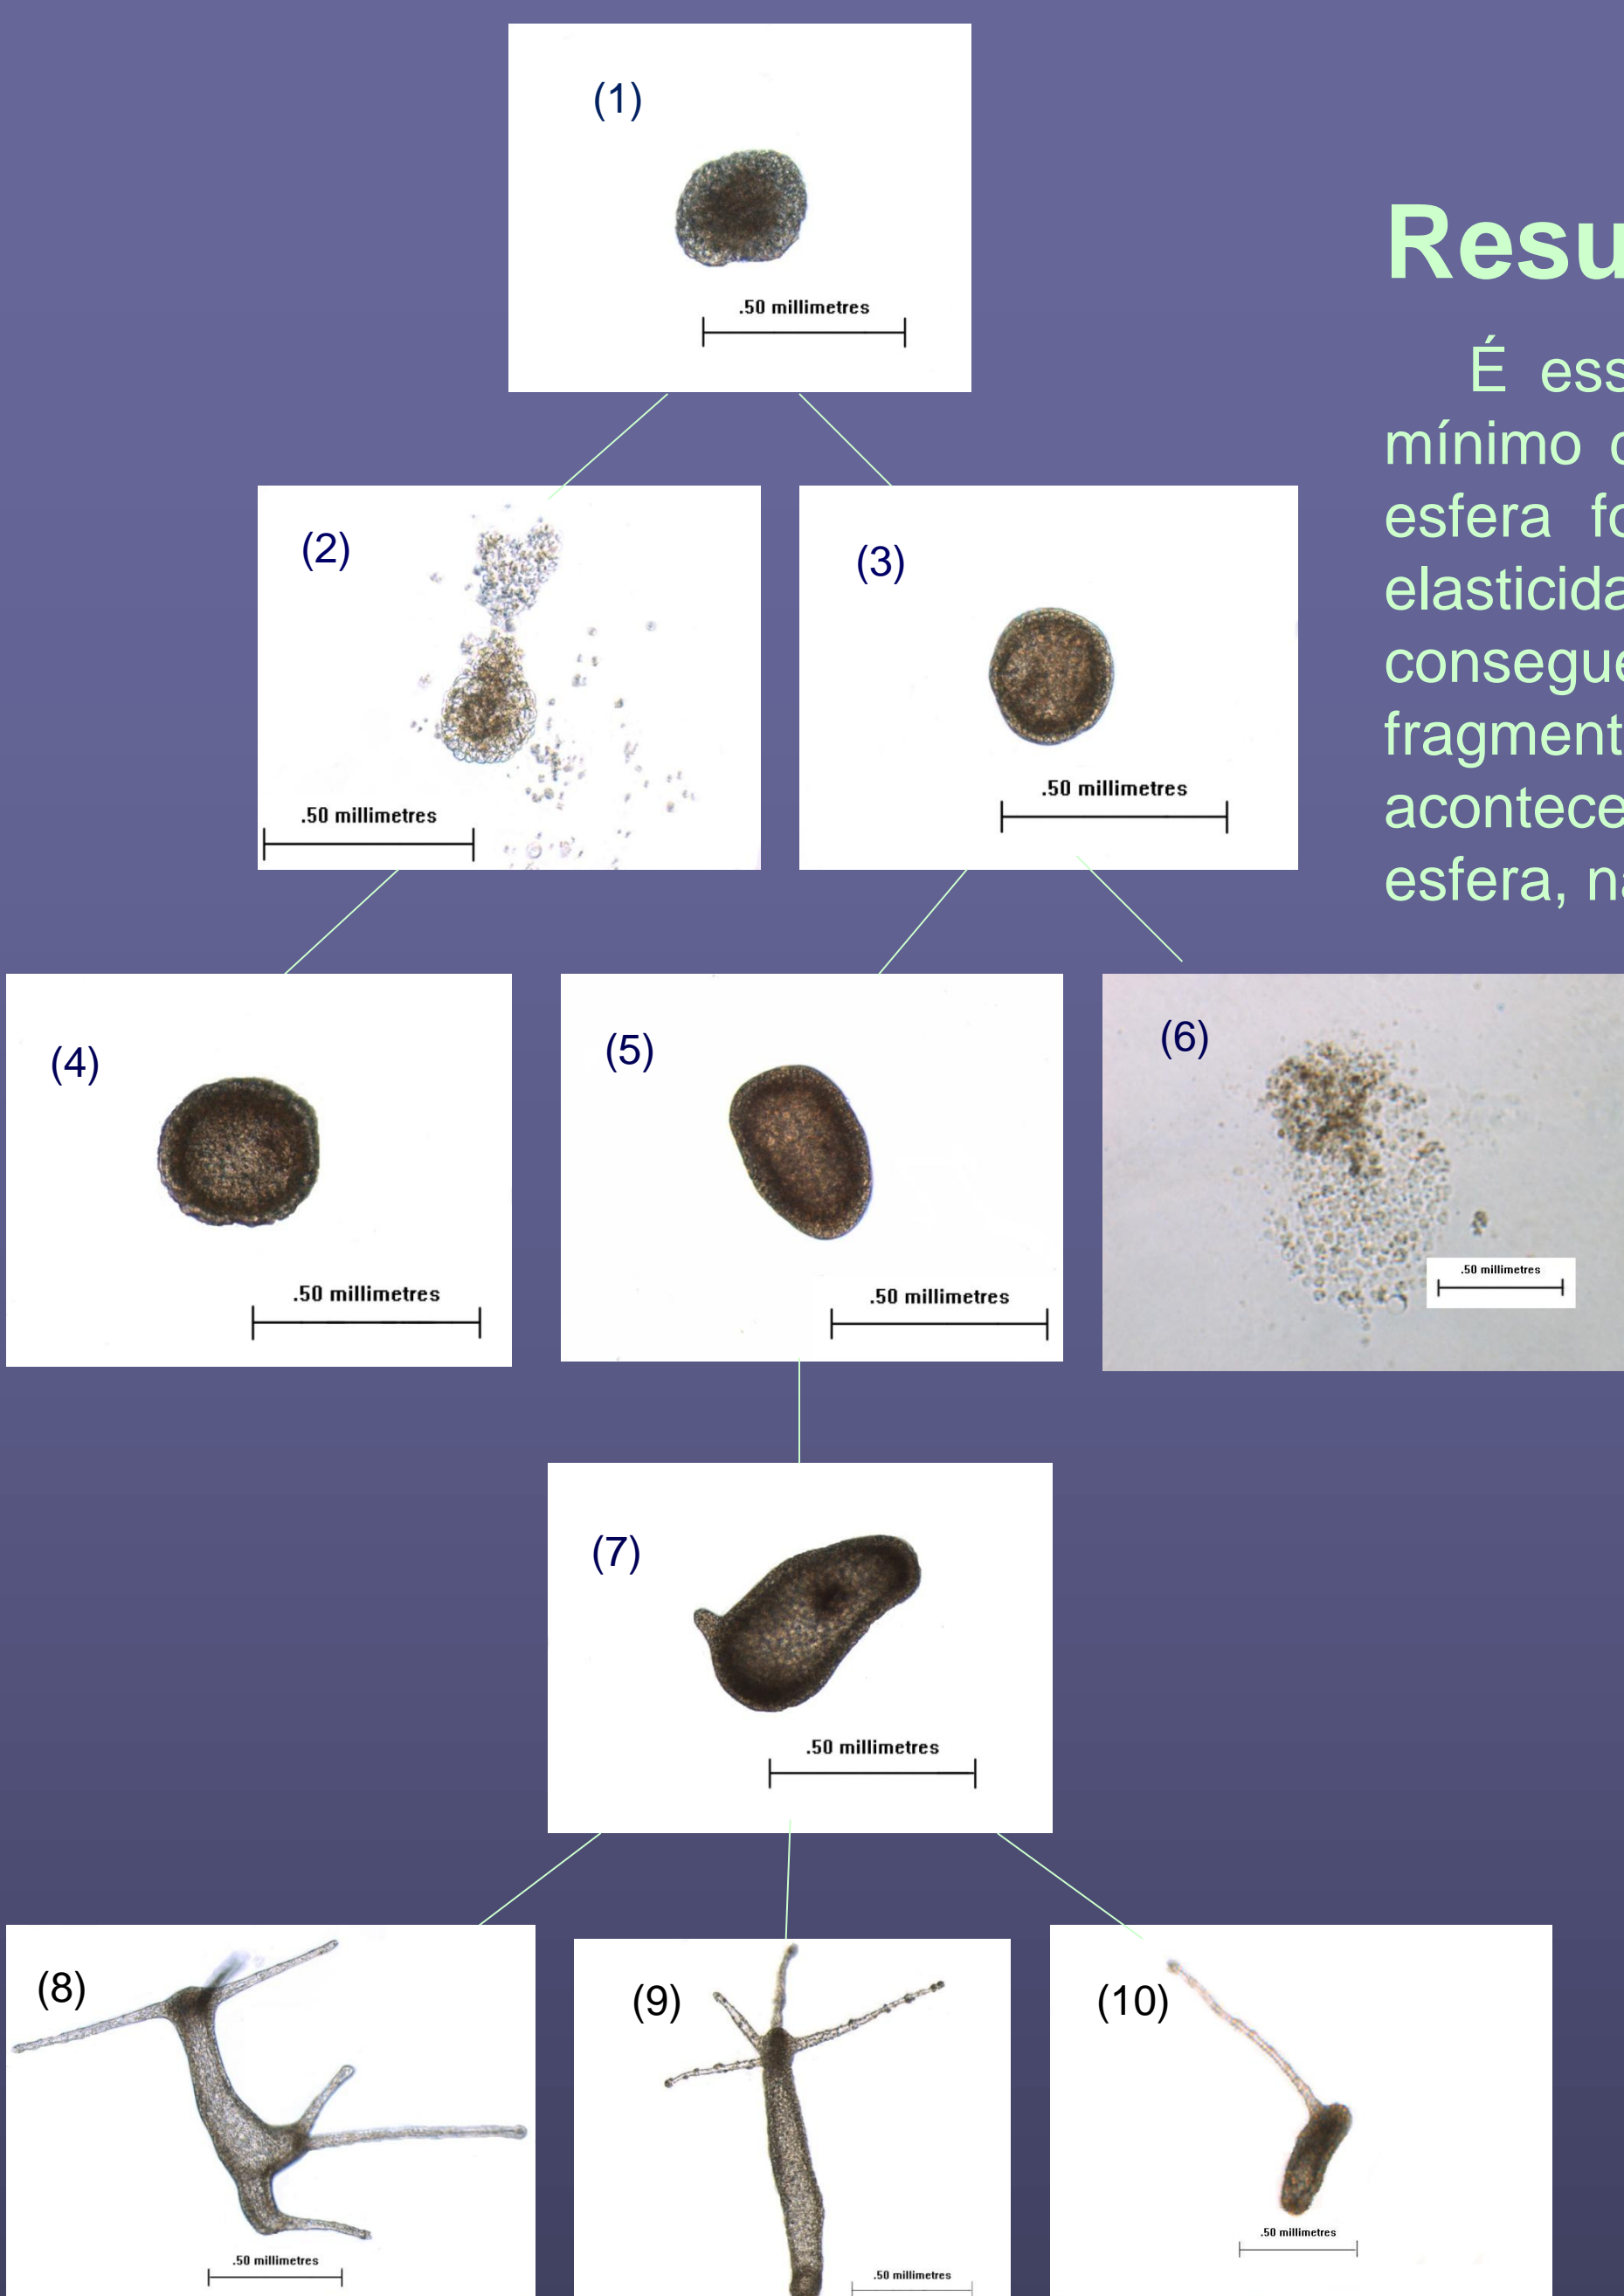 (1)
.50 millimetres
Resu
É ess
mínimo
esfera fo
elasticida
consegue
fragment
acontece
esfera, na
(2)
.50 millimetres
(3)
.50 millimetres
(4)
.50 millimetres
(5)
.50 millimetres
(6)
.50 millimetres
(7)
.50 millimetres
(8)
.50 millimetres
(9)
.50 millimetres
(10)
.50 millimetres